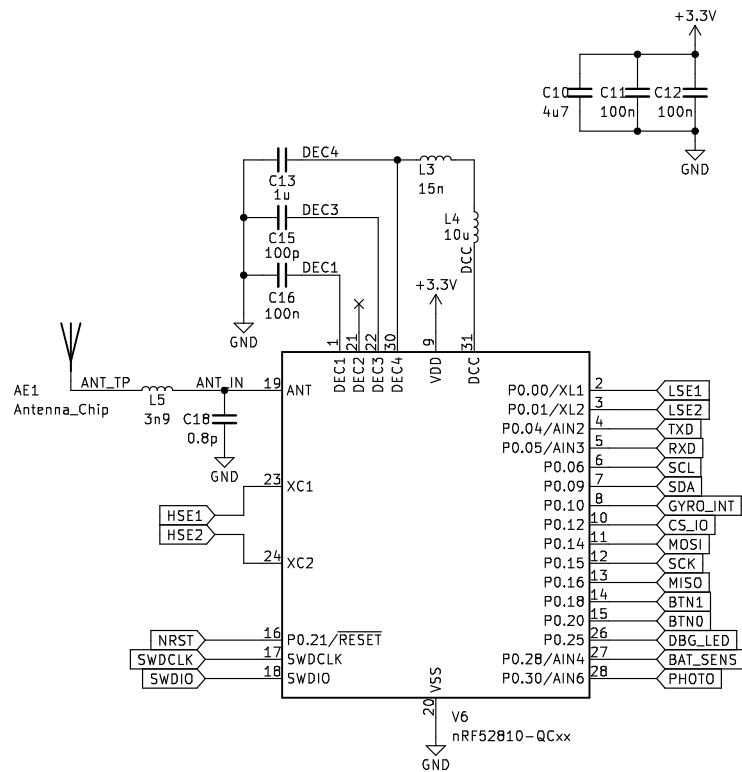 +3.3V
C10 C11 C12
4u7 100n 100n
GND
DEC4
C13
1u
L3
15n
DEC3
C15
100p
L4
10u
DCC
DEC1
C16
100n
+3.3V
GND
1 21 22 30 9 31
DEC1 DEC2 DEC3 DEC4 VDD DCC
AE1
Antenna_Chip
ANT_TP
L5
3n9
ANT_IN
19 ANT
C18
0.8p
GND
23 XC1
HSE1
HSE2
24 XC2
NRST 16 P0.21/RESET
SWDCLK 17 SWDCLK
SWDIO 18 SWDIO
P0.00/XL1 2 LSE1
P0.01/XL2 3 LSE2
P0.04/AIN2 4 TXD
P0.05/AIN3 5 RXD
P0.06 6 SCL
P0.09 7 SDA
P0.10 8 GYRO_INT
P0.12 10 CS_IO
P0.14 11 MOSI
P0.15 12 SCK
P0.16 13 MISO
P0.18 14 BTN1
P0.20 15 BTN0
P0.25 26 DBG_LED
P0.28/AIN4 27 BAT_SENS
P0.30/AIN6 28 PHOTO
VSS
20
V6
nRF52810-QCxx
GND